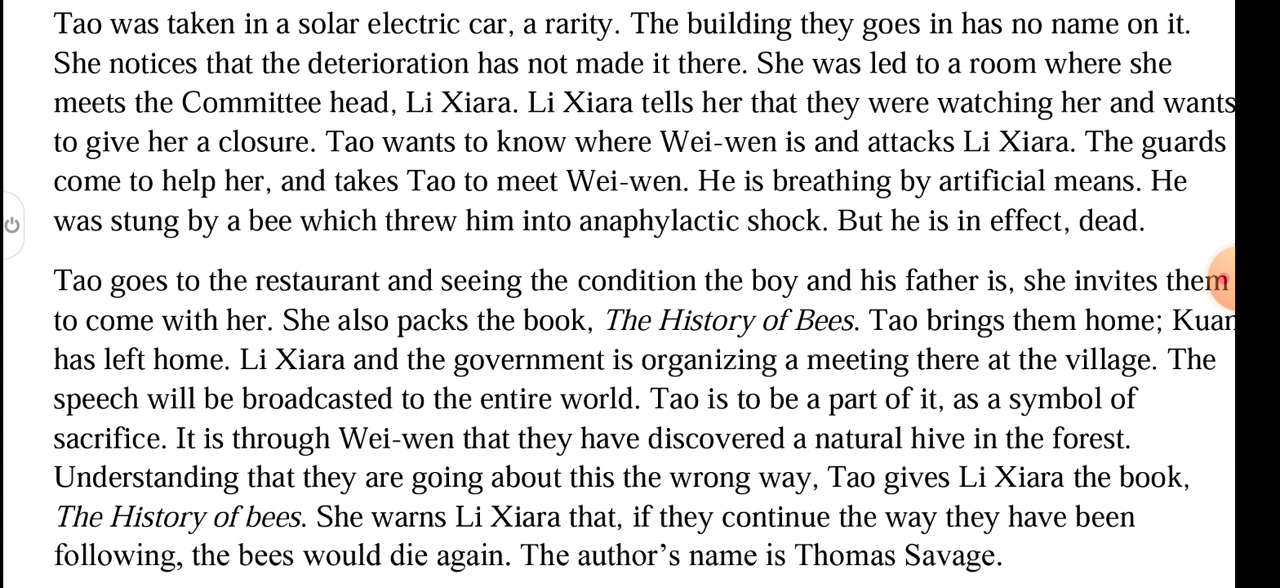 Tao was taken in a solar electric car, a rarity. The building they goes in has no name on it.
She notices that the deterioration has not made it there. She was led to a room where she
meets the Committee head, Li Xiara. Li Xiara tells her that they were watching her and wants
to give her a closure. Tao wants to know where Wei-wen is and attacks Li Xiara. The guards
come to help her, and takes Tao to meet Wei-wen. He is breathing by artificial means. He
was stung by a bee which threw him into anaphylactic shock. But he is in effect, dead.
Tao goes to the restaurant and seeing the condition the boy and his father is, she invites them
to come with her. She also packs the book, The History of Bees. Tao brings them home; Kuan
has left home. Li Xiara and the government is organizing a meeting there at the village. The
speech will be broadcasted to the entire world. Tao is to be a part of it, as a symbol of
sacrifice. It is through Wei-wen that they have discovered a natural hive in the forest.
Understanding that they are going about this the wrong way, Tao gives Li Xiara the book,
The History of bees. She warns Li Xiara that, if they continue the way they have been
following, the bees would die again. The author’s name is Thomas Savage.